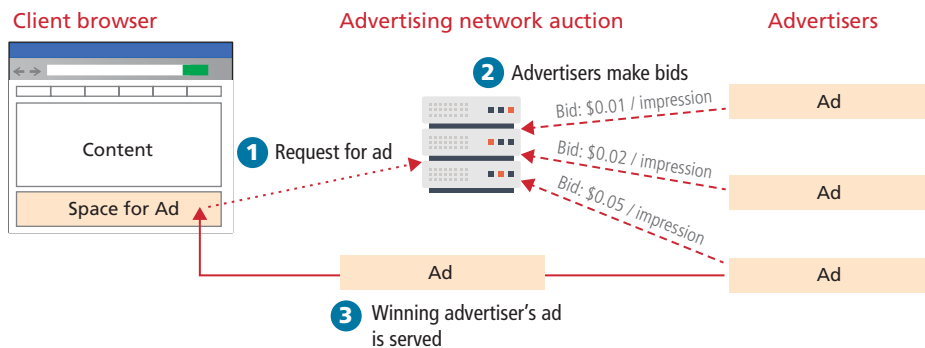 Client browser
Advertising network auction
Advertisers
2 Advertisers make bids
Bid: $0.01 / impression
Ad
Content
1 Request for ad
Bid: $0.02 / impression
Ad
Space for Ad
Bid: $0.05 / impression
Ad
Ad
3 Winning advertiser's ad
is served